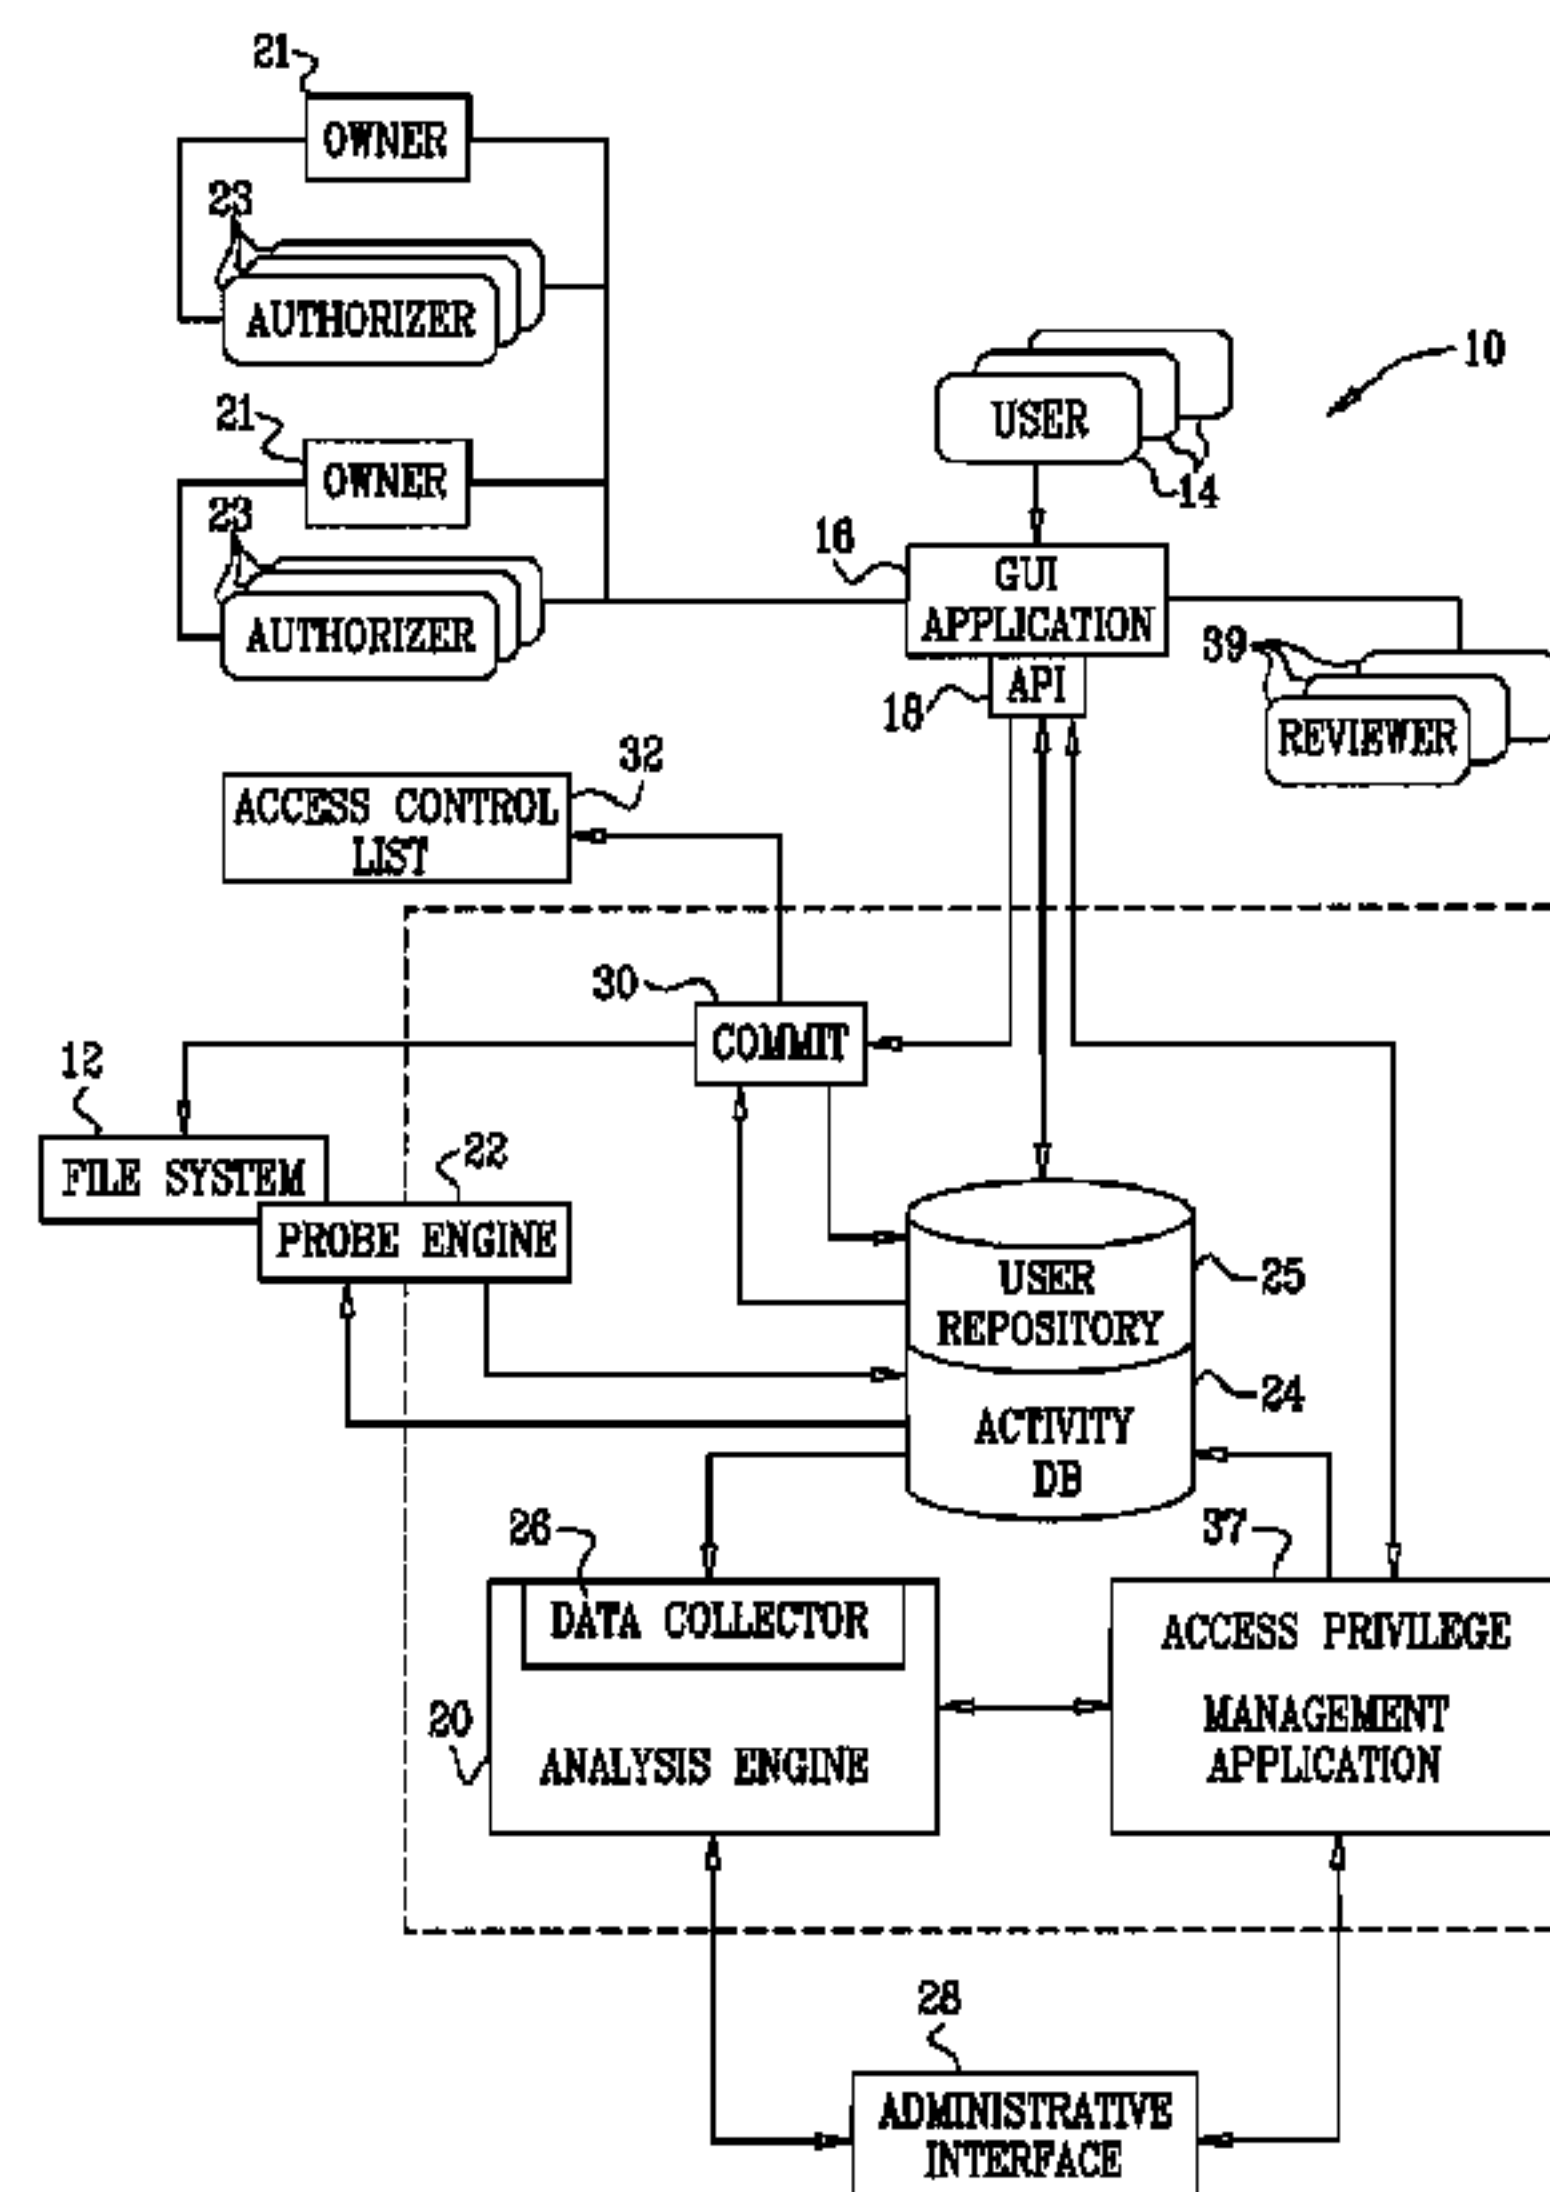 21
OWNER
23
AUTHORIZER
21
OWNER
23
AUTHORIZER
USER
14
10
16
GUI
APPLICATION
18
API
39
REVIEWER
32
ACCESS CONTROL
LIST
30
COMMIT
12
FILE SYSTEM
22
PROBE ENGINE
USER
REPOSITORY
25
ACTIVITY
DB
24
26
DATA COLLECTOR
20
ANALYSIS ENGINE
37
ACCESS PRIVILEGE
MANAGEMENT
APPLICATION
28
ADMINISTRATIVE
INTERFACE